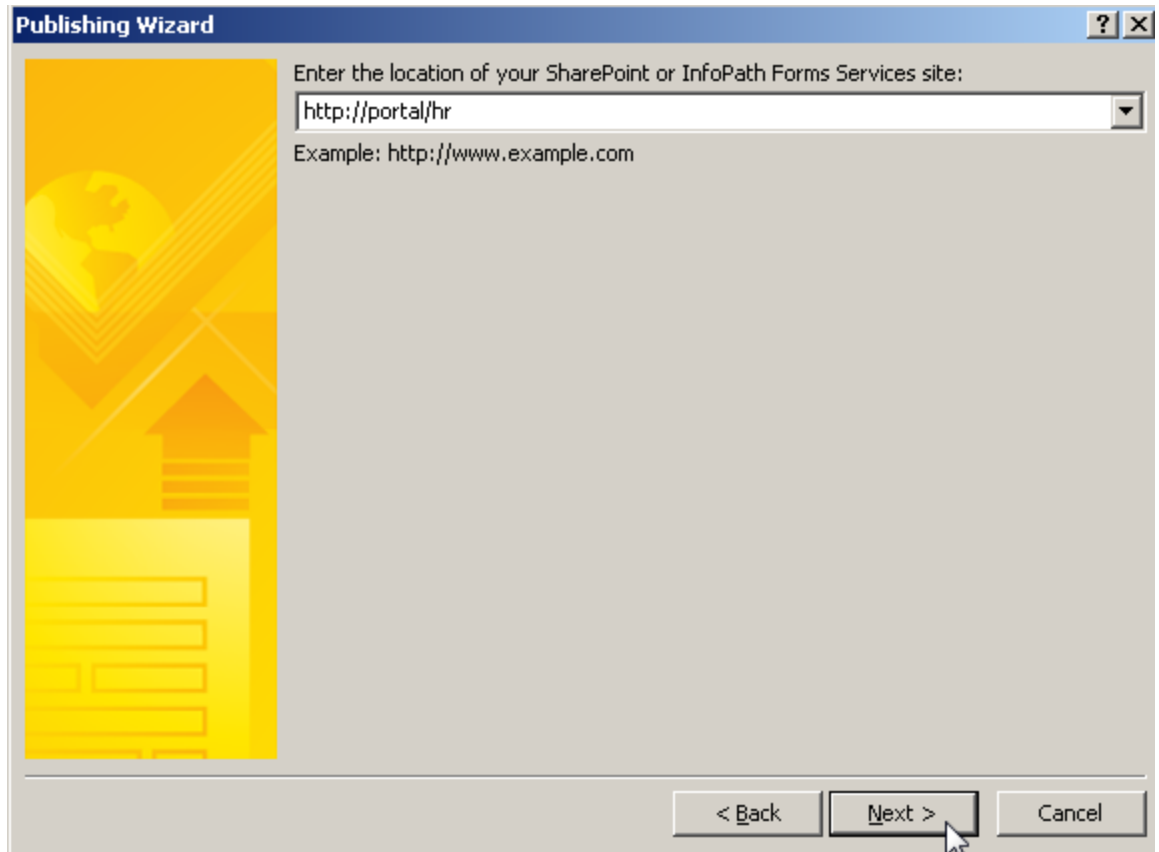 Publishing Wizard
Enter the location of your SharePoint or InfoPath Forms Services site:
http://portal/hr
Example: http://www.example.com
< Back
Next >
Cancel